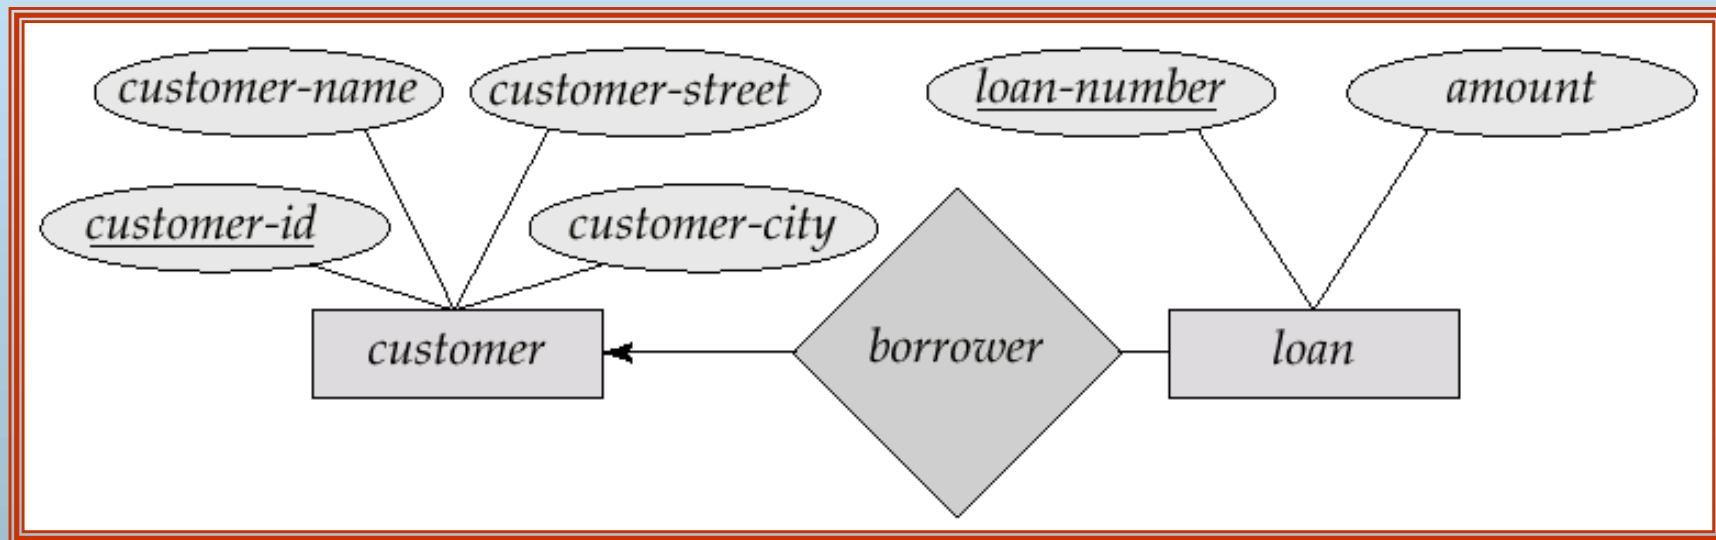 customer-name customer-street loan-number amount
customer-id customer-city
customer borrower loan